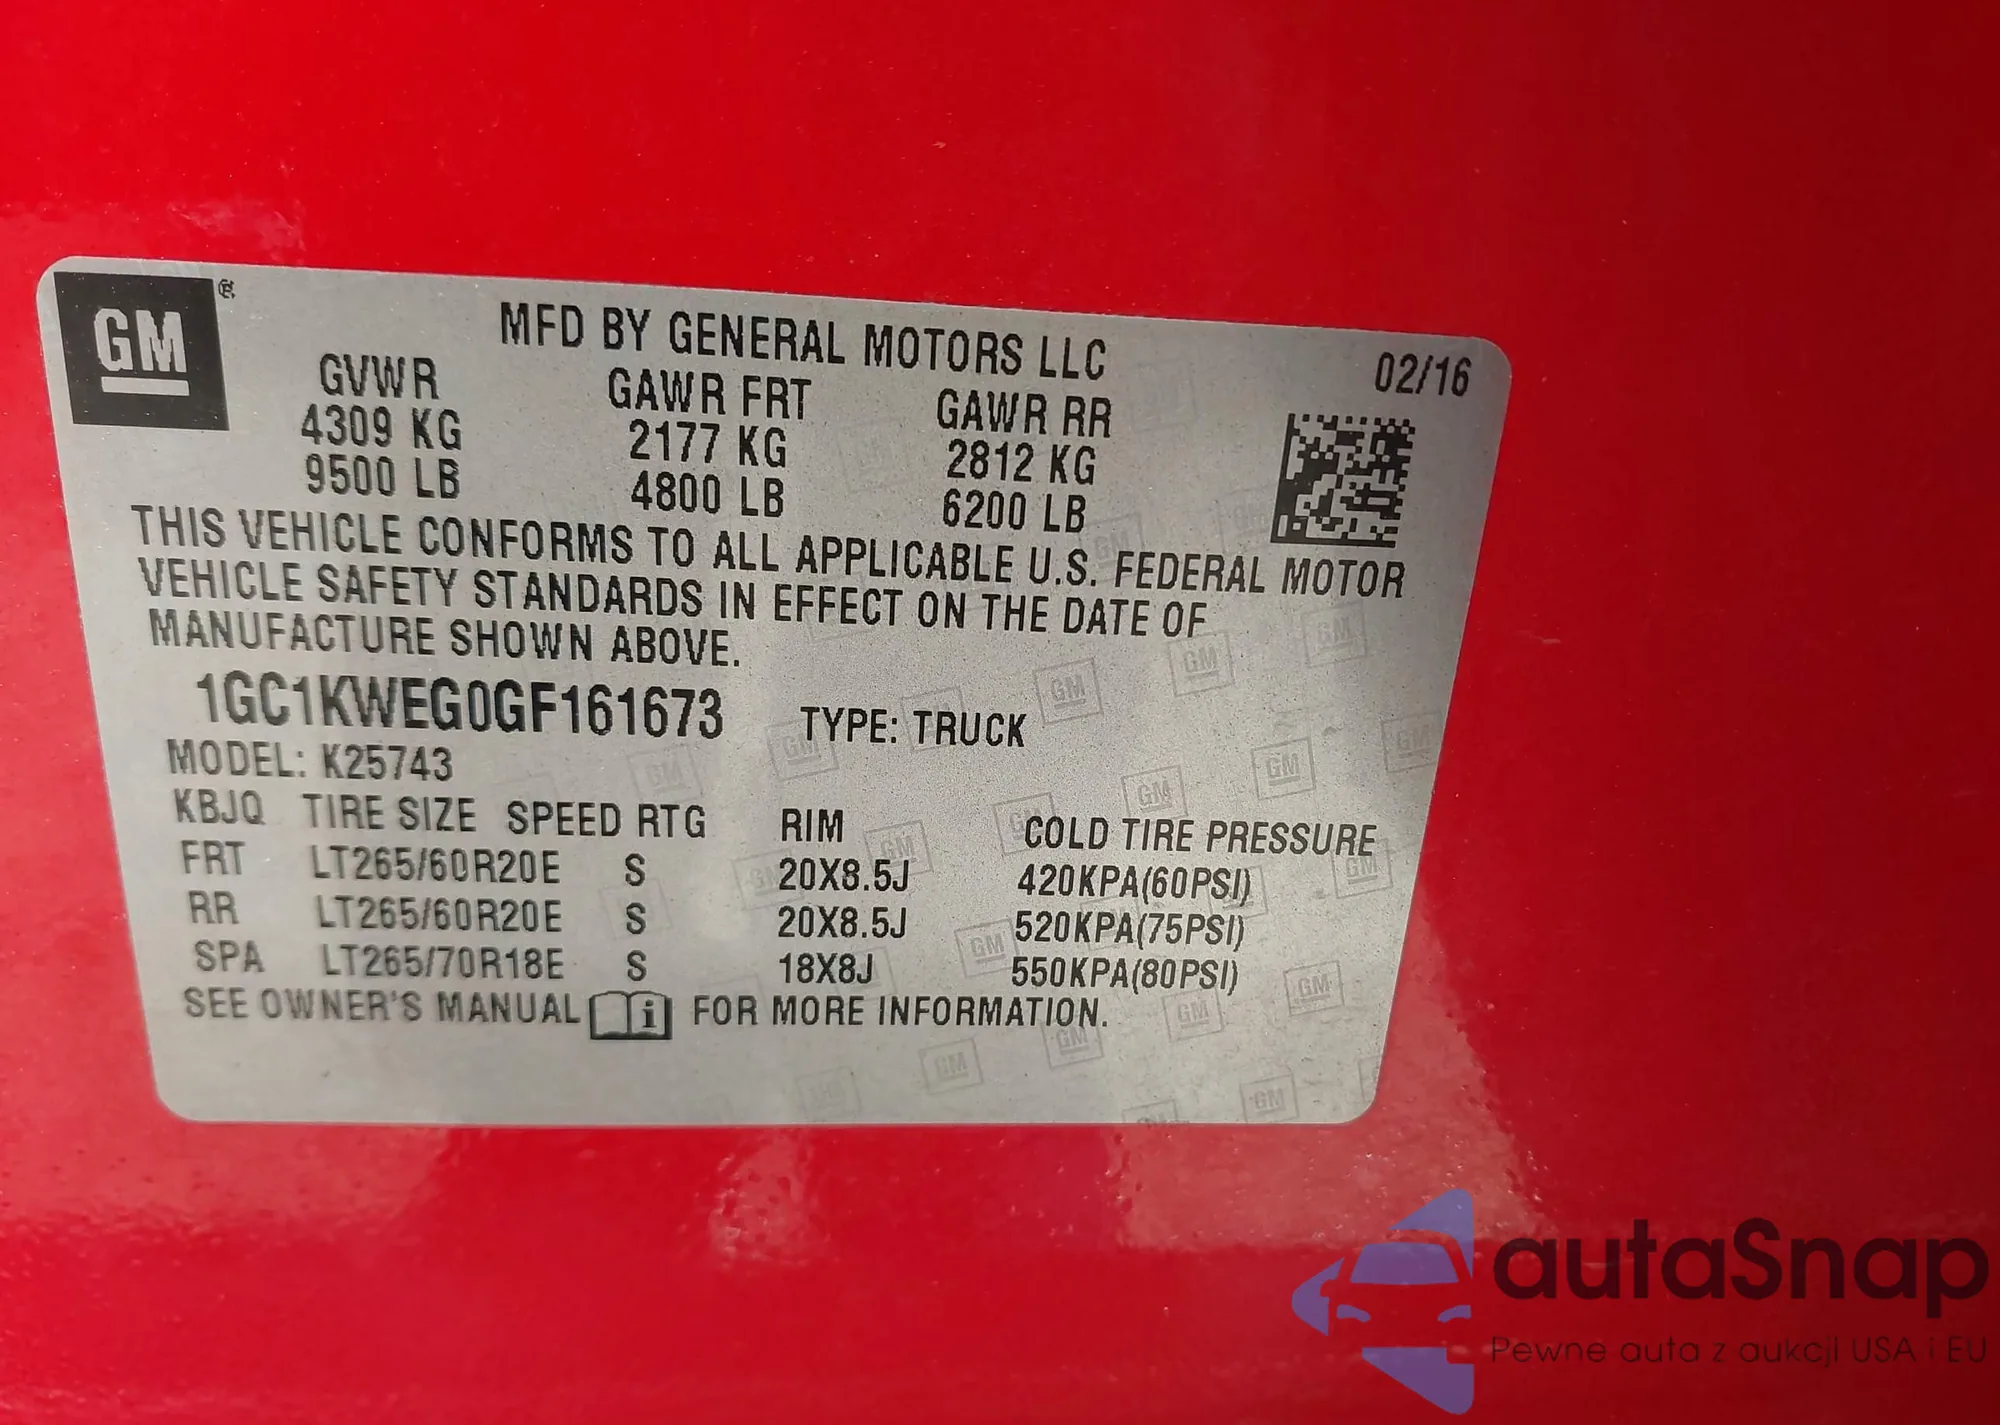 GM
MFD BY GENERAL MOTORS LLC
02/16
GVWR GAWR FRT GAWR RR
4309 KG 2177 KG 2812 KG
9500 LB 4800 LB 6200 LB
THIS VEHICLE CONFORMS TO ALL APPLICABLE U.S. FEDERAL MOTOR
VEHICLE SAFETY STANDARDS IN EFFECT ON THE DATE OF
MANUFACTURE SHOWN ABOVE.
1GC1KWEG0GF161673 TYPE: TRUCK
MODEL: K25743
KBJQ TIRE SIZE SPEED RTG RIM COLD TIRE PRESSURE
FRT LT265/60R20E S 20X8.5J 420KPA(60PSI)
RR LT265/60R20E S 20X8.5J 520KPA(75PSI)
SPA LT265/70R18E S 18X8J 550KPA(80PSI)
SEE OWNER'S MANUAL i FOR MORE INFORMATION.
autaSnap
Pewne auta z aukcji USA i EU